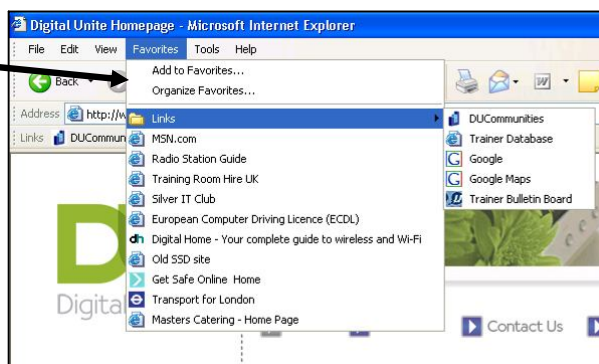 Digital Unite Homepage - Microsoft Internet Explorer
File Edit View Favorites Tools Help
Back
Address http://w
Links DUCommun
Add to Favorites...
Organize Favorites...
Links
MSN.com
Radio Station Guide
Training Room Hire UK
Silver IT Club
European Computer Driving Licence (ECDL)
Digital Home - Your complete guide to wireless and Wi-Fi
Old SSD site
Get Safe Online Home
Transport for London
Masters Catering - Home Page
DUCommunities
Trainer Database
Google
Google Maps
Trainer Bulletin Board
Digital
Contact Us